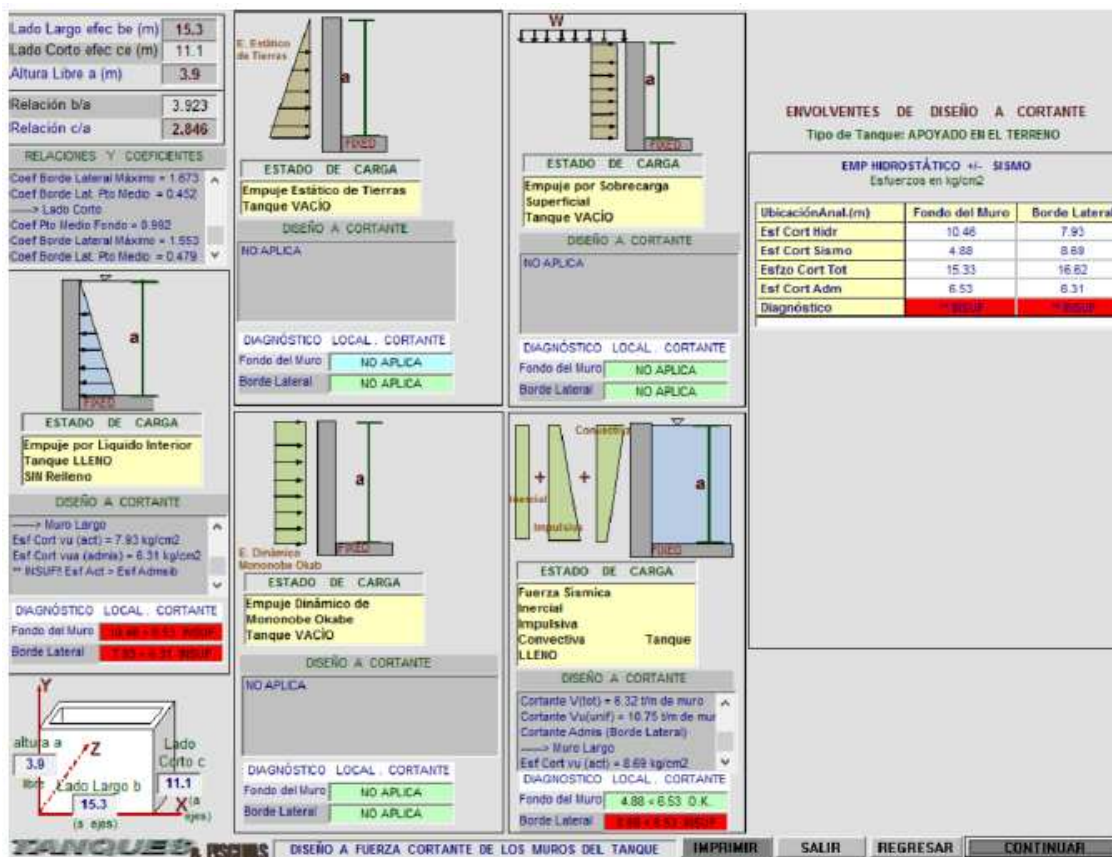 Lado Largo efec be (m) 15.3
Lado Corto efec ce (m) 11.1
Altura Libre a (m) 3.9
Relación b/a 3.923
Relación c/a 2.846
RELACIONES Y COEFICIENTES
Coef Borde Lateral Máximo = 1.673
Coef Borde Lat. Pto Medio = 0.452
----> Lado Corto
Coef Pto Medio Fondo = 0.992
Coef Borde Lateral Máximo = 1.553
Coef Borde Lat. Pto Medio = 0.479
a
FIXED
ESTADO DE CARGA
Empuje por Liquido Interior
Tanque LLENO
SIN Relleno
DISEÑO A CORTANTE
----> Muro Largo
Esf Cort vu (act) = 7.93 kg/cm2
Esf Cort vua (admis) = 6.31 kg/cm2
** INSUF!! Esf Act > Esf Admsib
DIAGNÓSTICO LOCAL . CORTANTE
Fondo del Muro
Borde Lateral
Y
altura a
3.9
libre
Z
Lado
Corto c
11.1
(a
ejes)
Lado Largo b
15.3
(a ejes)
X
E. Estático
de Tierras
a
FIXED
ESTADO DE CARGA
Empuje Estático de Tierras
Tanque VACÍO
DISEÑO A CORTANTE
NO APLICA
DIAGNÓSTICO LOCAL . CORTANTE
Fondo del Muro NO APLICA
Borde Lateral NO APLICA
W
a
FIXED
ESTADO DE CARGA
Empuje por Sobrecarga
Superficial
Tanque VACÍO
DISEÑO A CORTANTE
NO APLICA
DIAGNÓSTICO LOCAL . CORTANTE
Fondo del Muro NO APLICA
Borde Lateral NO APLICA
a
E. Dinámico
Mononobe Okab
FIXED
ESTADO DE CARGA
Empuje Dinámico de
Mononobe Okabe
Tanque VACÍO
DISEÑO A CORTANTE
NO APLICA
DIAGNÓSTICO LOCAL . CORTANTE
Fondo del Muro NO APLICA
Borde Lateral NO APLICA
Convectiva
+ +
Inercial
Impulsiva
a
FIXED
ESTADO DE CARGA
Fuerza Sismica
Inercial
Impulsiva
Convectiva Tanque
LLENO
DISEÑO A CORTANTE
Cortante V(tot) = 6.32 t/m de muro
Cortante Vu(unif) = 10.75 t/m de mur
Cortante Admis (Borde Lateral)
----> Muro Largo
Esf Cort vu (act) = 8.69 kg/cm2
DIAGNÓSTICO LOCAL . CORTANTE
Fondo del Muro 4.88 < 6.53 O.K.
Borde Lateral
ENVOLVENTES DE DISEÑO A CORTANTE
Tipo de Tanque: APOYADO EN EL TERRENO
EMP HIDROSTÁTICO +/- SISMO
Esfuerzos en kg/cm2
UbicaciónAnal.(m) Fondo del Muro Borde Lateral
Esf Cort Hidr 10.46 7.93
Esf Cort Sismo 4.88 8.69
Esfzo Cort Tot 15.33 16.62
Esf Cort Adm 6.53 6.31
Diagnóstico ** INSUF ** INSUF
TANQUES
DISEÑO A FUERZA CORTANTE DE LOS MUROS DEL TANQUE
IMPRIMIR SALIR REGRESAR CONTINUAR